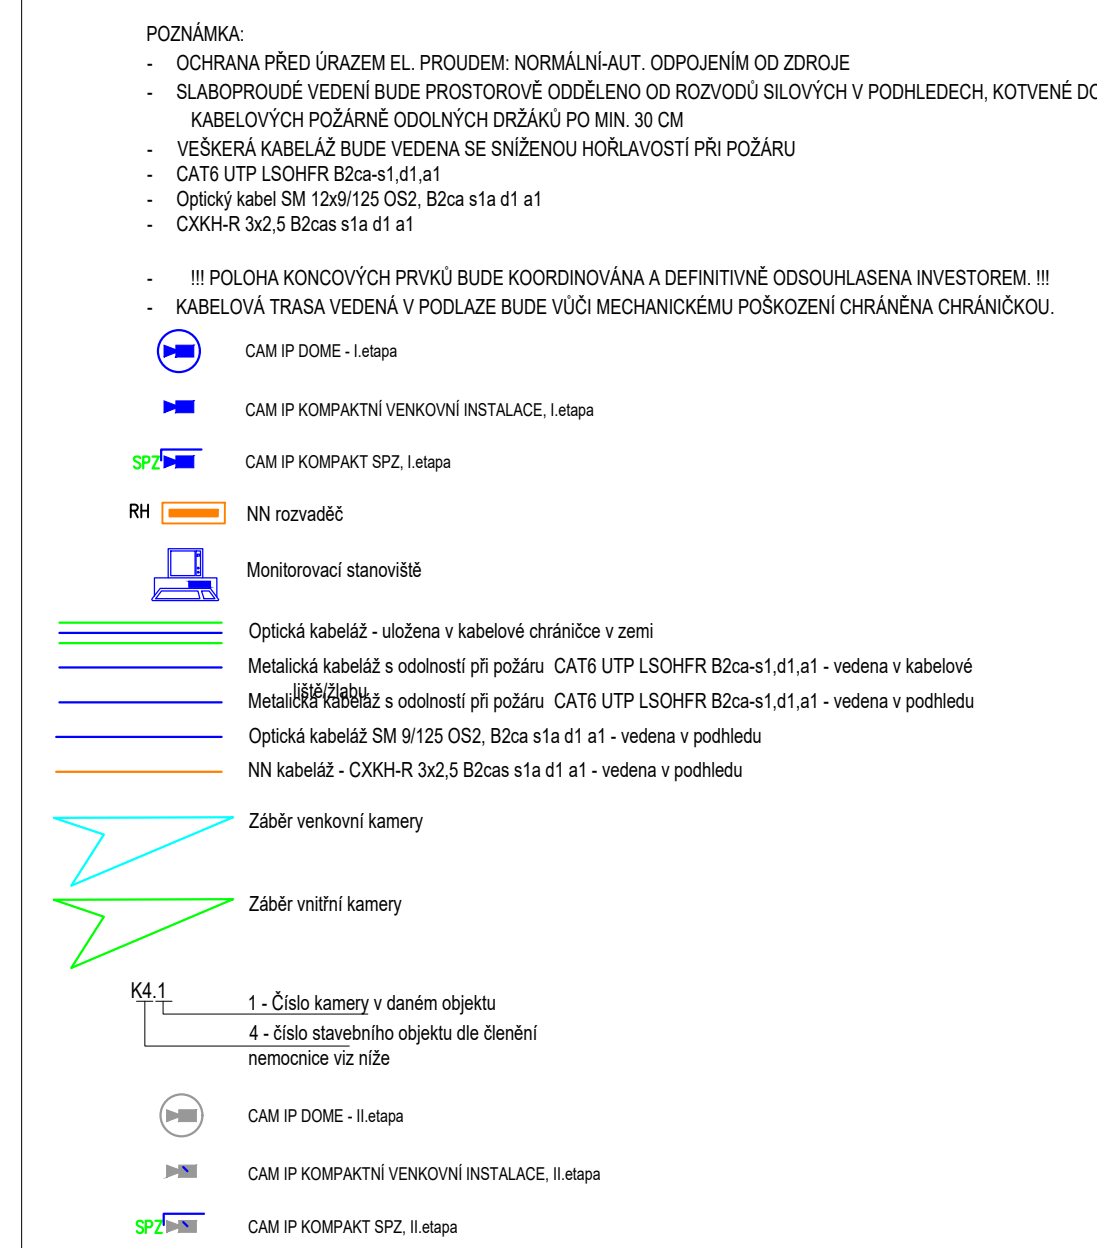 POZNÁMKA:
- OCHRANA PŘED ÚRAZEM EL. PROUDEM: NORMÁLNÍ-AUT. ODPOJENÍM OD ZDROJE
- SLABOPROUDÉ VEDENÍ BUDE PROSTOROVĚ ODDĚLENO OD ROZVODŮ SILOVÝCH V PODHLEDECH, KOTVENÉ DO
KABELOVÝCH POŽÁRNĚ ODOLNÝCH DRŽÁKŮ PO MIN. 30 CM
- VEŠKERÁ KABELÁŽ BUDE VEDENA SE SNÍŽENOU HOŘLAVOSTÍ PŘI POŽÁRU
- CAT6 UTP LSOHFR B2ca-s1,d1,a1
- Optický kabel SM 12x9/125 OS2, B2ca s1a d1 a1
- CXKH-R 3x2,5 B2cas s1a d1 a1
- !!! POLOHA KONCOVÝCH PRVKŮ BUDE KOORDINOVÁNA A DEFINITIVNĚ ODSOUHLASENA INVESTOREM. !!!
- KABELOVÁ TRASA VEDENÁ V PODLAZE BUDE VŮČI MECHANICKÉMU POŠKOZENÍ CHRÁNĚNA CHRÁNIČKOU.
CAM IP DOME - I.etapa
CAM IP KOMPAKTNÍ VENKOVNÍ INSTALACE, I.etapa
SPZ CAM IP KOMPAKT SPZ, I.etapa
RH NN rozvaděč
Monitorovací stanoviště
Optická kabeláž - uložena v kabelové chráničce v zemi
Metalická kabeláž s odolností při požáru CAT6 UTP LSOHFR B2ca-s1,d1,a1 - vedena v kabelové
liště/žlabu
Metalická kabeláž s odolností při požáru CAT6 UTP LSOHFR B2ca-s1,d1,a1 - vedena v podhledu
Optická kabeláž SM 9/125 OS2, B2ca s1a d1 a1 - vedena v podhledu
NN kabeláž - CXKH-R 3x2,5 B2cas s1a d1 a1 - vedena v podhledu
Záběr venkovní kamery
Záběr vnitřní kamery
K4.1
1 - Číslo kamery v daném objektu
4 - číslo stavebního objektu dle členění
nemocnice viz níže
CAM IP DOME - II.etapa
CAM IP KOMPAKTNÍ VENKOVNÍ INSTALACE, II.etapa
SPZ CAM IP KOMPAKT SPZ, II.etapa